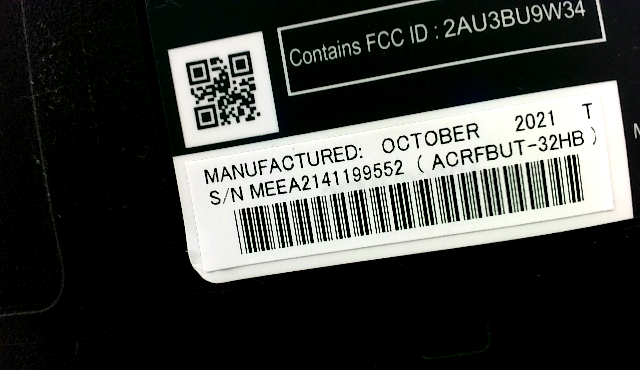 Contains FCC ID : 2AU3BU9W34
MANUFACTURED: OCTOBER 2021 T
S/N MEEA2141199552 ( ACRFBUT-32HB )